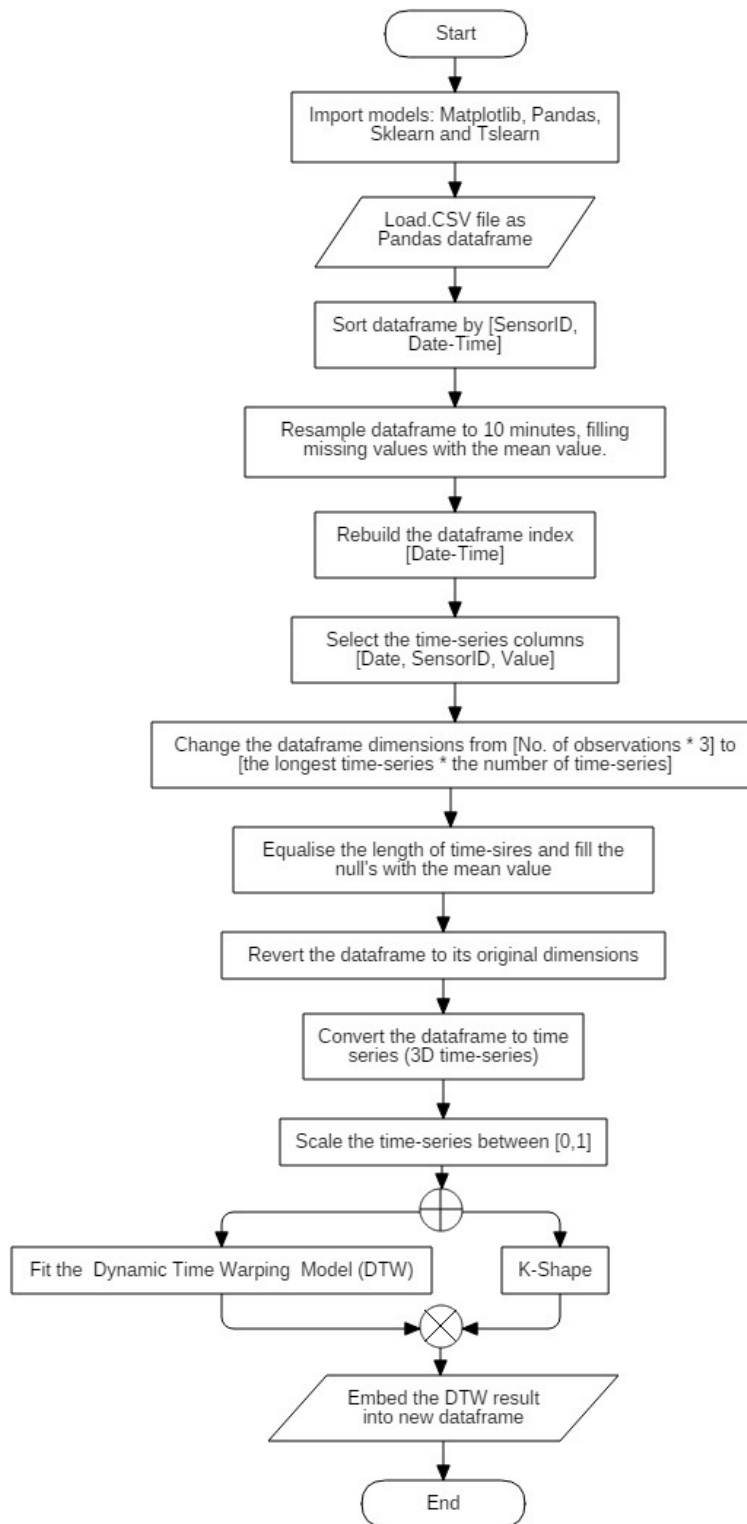 Start
Import models: Matplotlib, Pandas,
Sklearn and Tslearn
Load.CSV file as
Pandas dataframe
Sort dataframe by [SensorID,
Date-Time]
Resample dataframe to 10 minutes, filling
missing values with the mean value.
Rebuild the dataframe index
[Date-Time]
Select the time-series columns
[Date, SensorID, Value]
Change the dataframe dimensions from [No. of observations * 3] to
[the longest time-series * the number of time-series]
Equalise the length of time-sires and fill the
null's with the mean value
Revert the dataframe to its original dimensions
Convert the dataframe to time
series (3D time-series)
Scale the time-series between [0,1]
Fit the Dynamic Time Warping Model (DTW)
K-Shape
Embed the DTW result
into new dataframe
End